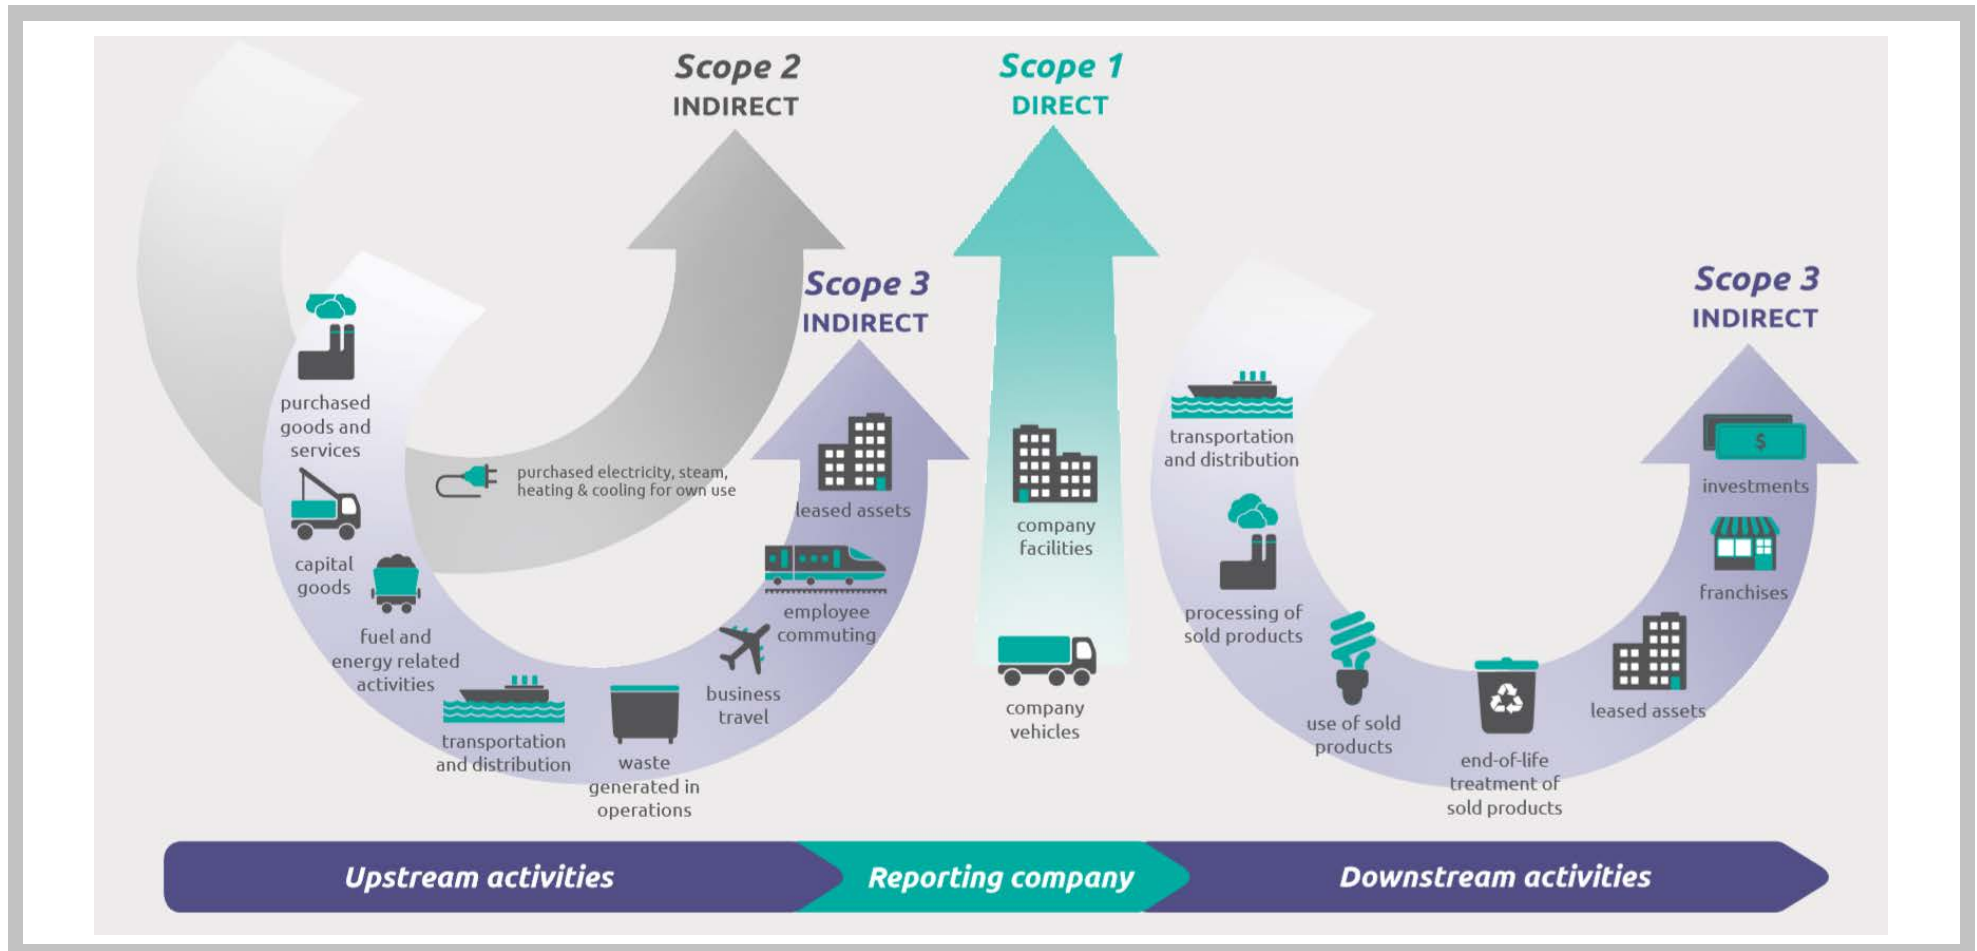 Scope 2
INDIRECT
Scope 1
DIRECT
Scope 3
INDIRECT
Scope 3
INDIRECT
purchased
goods and
services
capital
goods
fuel and
energy related
activities
transportation
and distribution
waste
generated in
operations
business
travel
employee
commuting
leased assets
purchased electricity, steam,
heating & cooling for own use
company
facilities
company
vehicles
transportation
and distribution
processing of
sold products
use of sold
products
end-of-life
treatment of
sold products
leased assets
franchises
$
investments
Upstream activities
Reporting company
Downstream activities